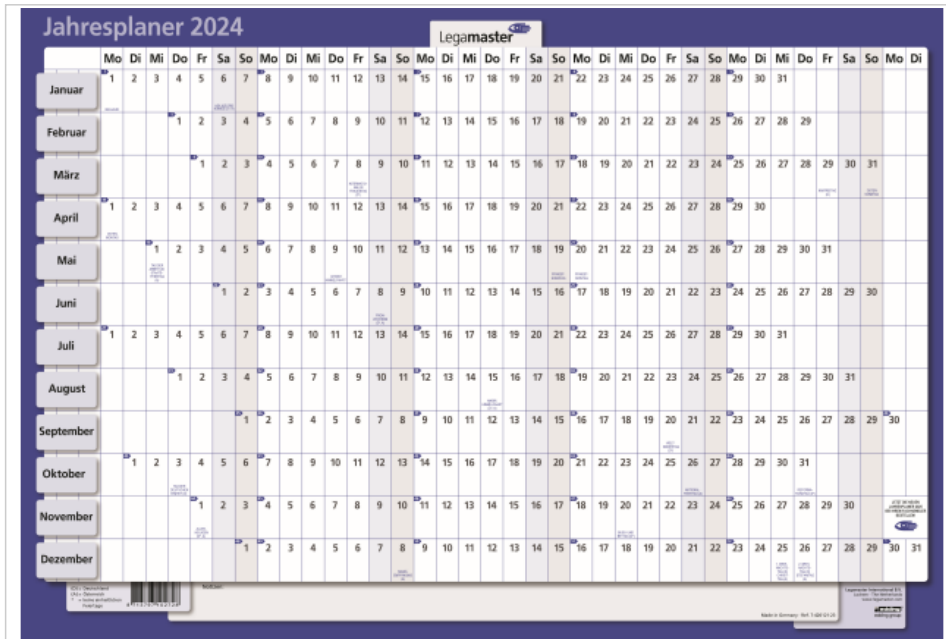 Jahresplaner 2024
Legamaster
Mo Di Mi Do Fr Sa So Mo Di Mi Do Fr Sa So Mo Di Mi Do Fr Sa So Mo Di Mi Do Fr Sa So Mo Di Mi Do Fr Sa So Mo Di
Januar 1 2 3 4 5 6 7 8 9 10 11 12 13 14 15 16 17 18 19 20 21 22 23 24 25 26 27 28 29 30 31
Februar 1 2 3 4 5 6 7 8 9 10 11 12 13 14 15 16 17 18 19 20 21 22 23 24 25 26 27 28 29
März 1 2 3 4 5 6 7 8 9 10 11 12 13 14 15 16 17 18 19 20 21 22 23 24 25 26 27 28 29 30 31
April 1 2 3 4 5 6 7 8 9 10 11 12 13 14 15 16 17 18 19 20 21 22 23 24 25 26 27 28 29 30
Mai 1 2 3 4 5 6 7 8 9 10 11 12 13 14 15 16 17 18 19 20 21 22 23 24 25 26 27 28 29 30 31
Juni 1 2 3 4 5 6 7 8 9 10 11 12 13 14 15 16 17 18 19 20 21 22 23 24 25 26 27 28 29 30
Juli 1 2 3 4 5 6 7 8 9 10 11 12 13 14 15 16 17 18 19 20 21 22 23 24 25 26 27 28 29 30 31
August 1 2 3 4 5 6 7 8 9 10 11 12 13 14 15 16 17 18 19 20 21 22 23 24 25 26 27 28 29 30 31
September 1 2 3 4 5 6 7 8 9 10 11 12 13 14 15 16 17 18 19 20 21 22 23 24 25 26 27 28 29 30
Oktober 1 2 3 4 5 6 7 8 9 10 11 12 13 14 15 16 17 18 19 20 21 22 23 24 25 26 27 28 29 30 31
November 1 2 3 4 5 6 7 8 9 10 11 12 13 14 15 16 17 18 19 20 21 22 23 24 25 26 27 28 29 30
Dezember 1 2 3 4 5 6 7 8 9 10 11 12 13 14 15 16 17 18 19 20 21 22 23 24 25 26 27 28 29 30 31